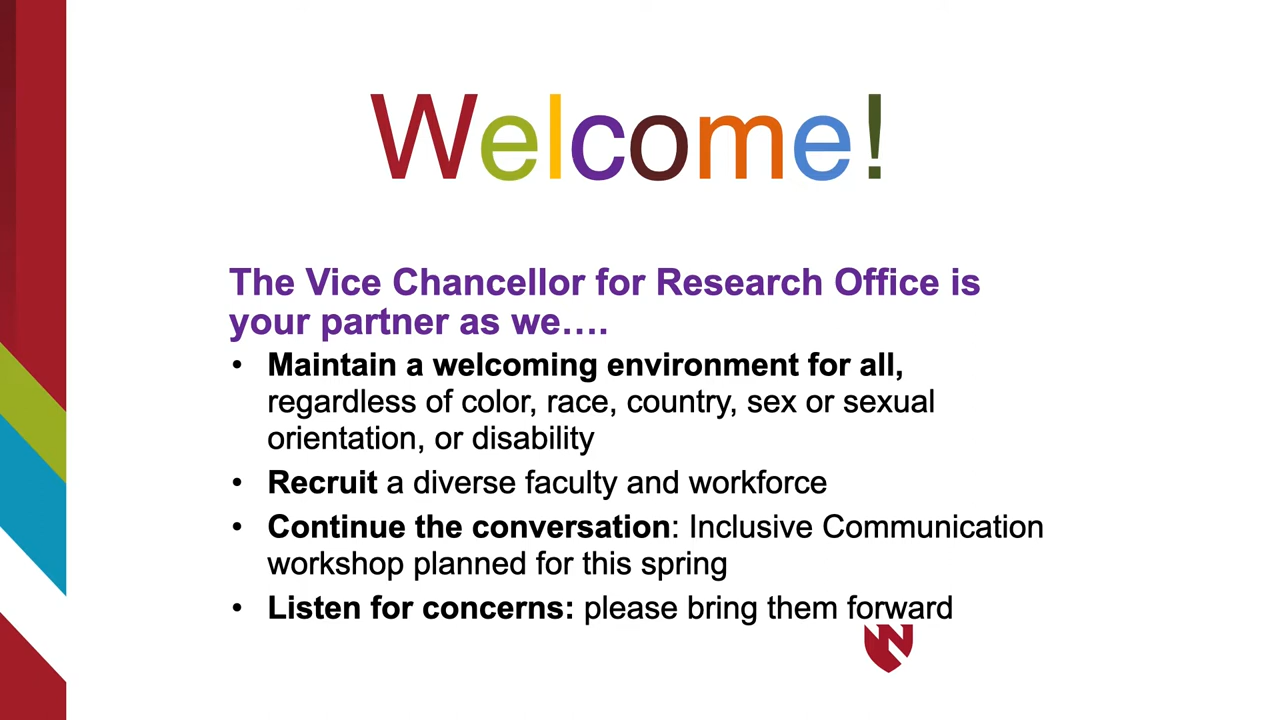 Welcome!
The Vice Chancellor for Research Office is
your partner as we….
• Maintain a welcoming environment for all,
regardless of color, race, country, sex or sexual
orientation, or disability
• Recruit a diverse faculty and workforce
• Continue the conversation: Inclusive Communication
workshop planned for this spring
• Listen for concerns: please bring them forward